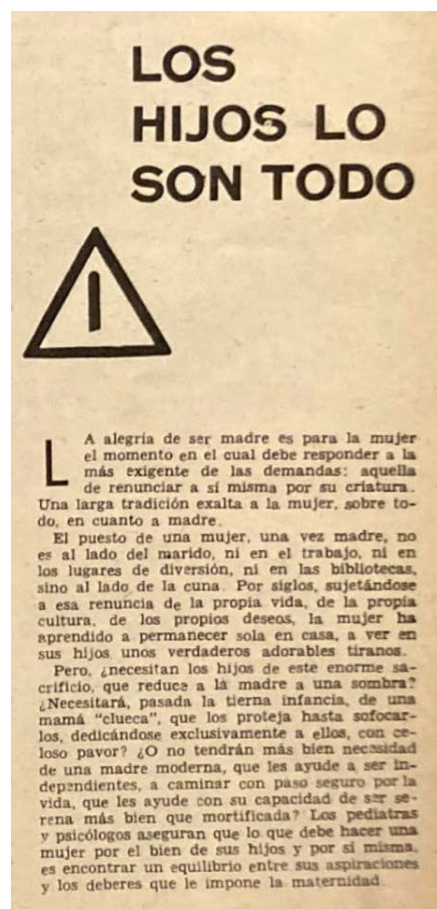 LOS
HIJOS LO
SON TODO
LA alegría de ser madre es para la mujer
el momento en el cual debe responder a la
más exigente de las demandas: aquella
de renunciar a sí misma por su criatura.
Una larga tradición exalta a la mujer, sobre to-
do, en cuanto a madre.
El puesto de una mujer, una vez madre, no
es al lado del marido, ni en el trabajo, ni en
los lugares de diversión, ni en las bibliotecas,
sino al lado de la cuna. Por siglos, sujetándose
a esa renuncia de la propia vida, de la propia
cultura, de los propios deseos, la mujer ha
aprendido a permanecer sola en casa, a ver en
sus hijos unos verdaderos adorables tiranos.
Pero, ¿necesitan los hijos de este enorme sa-
crificio, que reduce a la madre a una sombra?
¿Necesitará, pasada la tierna infancia, de una
mamá "clueca", que los proteja hasta sofocar-
los, dedicándose exclusivamente a ellos, con ce-
loso pavor? ¿O no tendrán más bien necesidad
de una madre moderna, que les ayude a ser in-
dependientes, a caminar con paso seguro por la
vida, que les ayude con su capacidad de ser se-
rena más bien que mortificada? Los pediatras
y psicólogos aseguran que lo que debe hacer una
mujer por el bien de sus hijos y por sí misma,
es encontrar un equilibrio entre sus aspiraciones
y los deberes que le impone la maternidad.